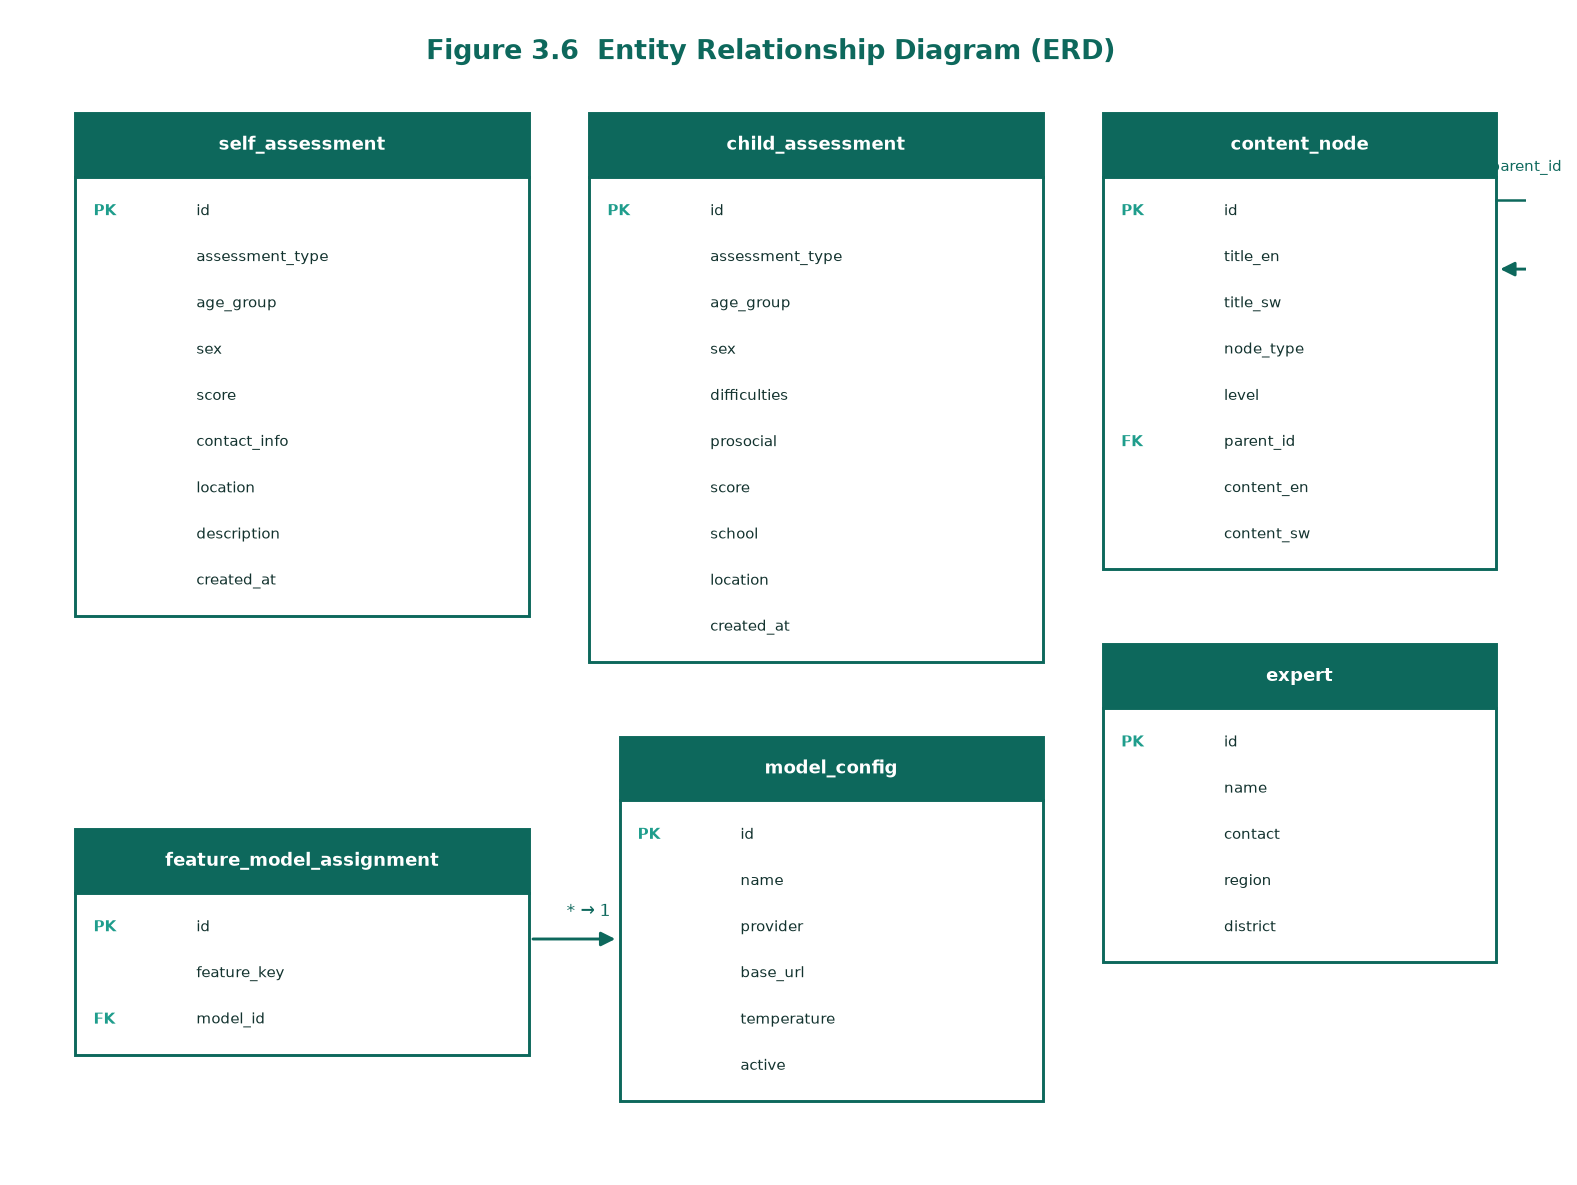 Figure 3.6  Entity Relationship Diagram (ERD)
self_assessment
PK id
assessment_type
age_group
sex
score
contact_info
location
description
created_at
child_assessment
PK id
assessment_type
age_group
sex
difficulties
prosocial
score
school
location
created_at
content_node
parent_id
PK id
title_en
title_sw
node_type
level
FK parent_id
content_en
content_sw
expert
PK id
name
contact
region
district
feature_model_assignment
PK id
feature_key
FK model_id
* → 1
model_config
PK id
name
provider
base_url
temperature
active